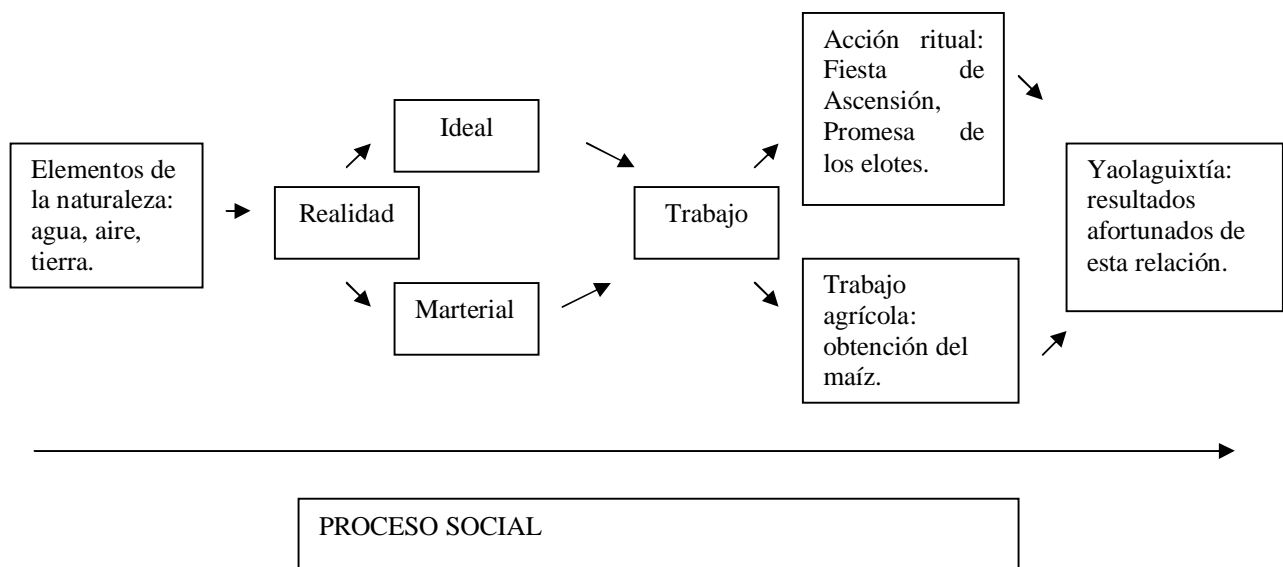 Elementos de
la naturaleza:
agua, aire,
tierra.
Realidad
Ideal
Marterial
Trabajo
Acción ritual:
Fiesta de
Ascensión,
Promesa de
los elotes.
Trabajo
agrícola:
obtención del
maíz.
Yaolaguixtía:
resultados
afortunados de
esta relación.
PROCESO SOCIAL